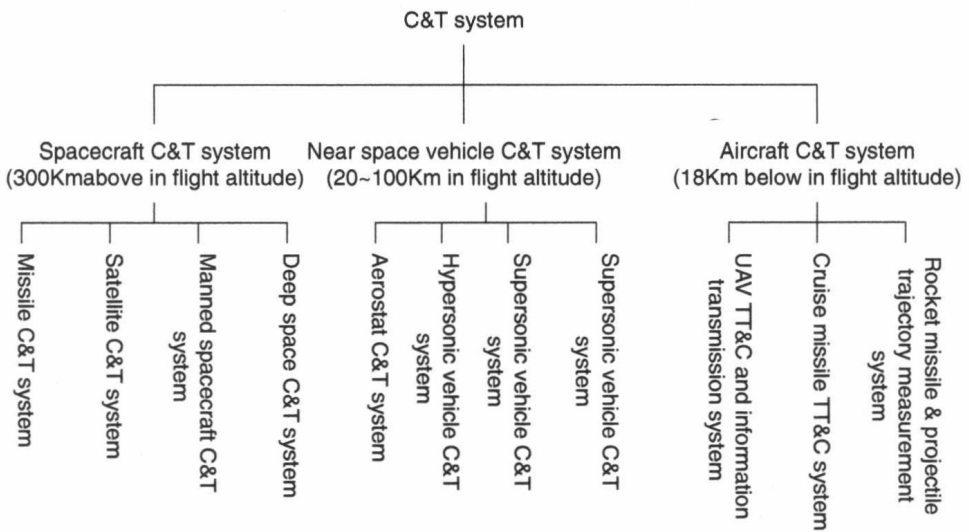 C&T system
Spacecraft C&T system
(300Kmabove in flight altitude)
Near space vehicle C&T system
(20~100Km in flight altitude)
Aircraft C&T system
(18Km below in flight altitude)
Missile C&T system
Satellite C&T system
Manned spacecraft C&T
system
Deep space C&T system
Aerostat C&T system
Hypersonic vehicle C&T
system
Supersonic vehicle C&T
system
Supersonic vehicle C&T
system
UAV TT&C and information
transmission system
Cruise missile TT&C system
Rocket missile & projectile
trajectory measurement
system